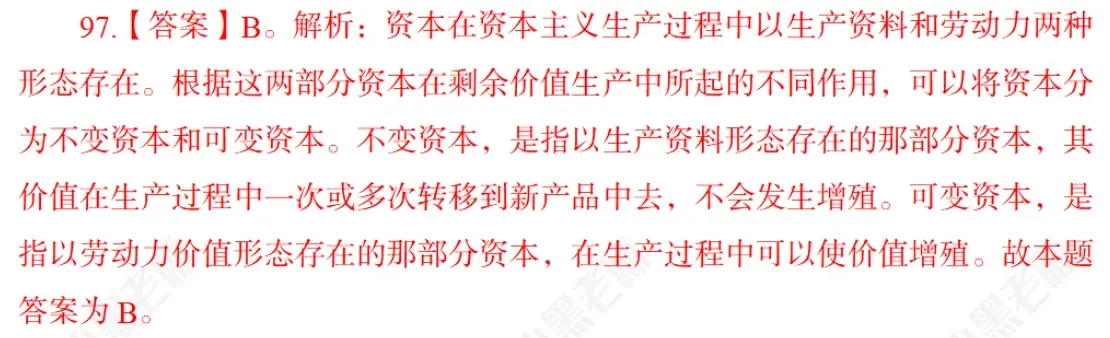 97.【答案】B。解析：资本在资本主义生产过程中以生产资料和劳动力两种
形态存在。根据这两部分资本在剩余价值生产中所起的不同作用，可以将资本分
为不变资本和可变资本。不变资本，是指以生产资料形态存在的那部分资本，其
价值在生产过程中一次或多次转移到新产品中去，不会发生增殖。可变资本，是
指以劳动力价值形态存在的那部分资本，在生产过程中可以使价值增殖。故本题
答案为 B。